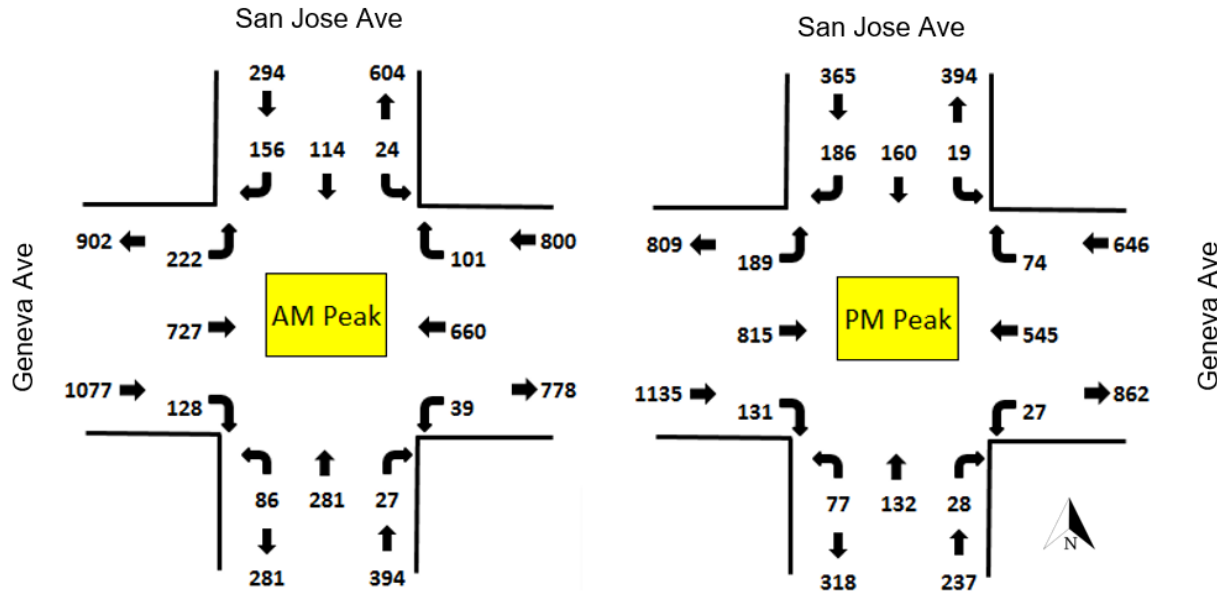 San Jose Ave
294 604
156 114 24
902 800
222 101
Geneva Ave
727 AM Peak 660
1077 778
128 39
86 281 27
281 394
San Jose Ave
365 394
186 160 19
809 646
189 74
815 PM Peak 545
Geneva Ave
1135 862
131 27
77 132 28
N
318 237